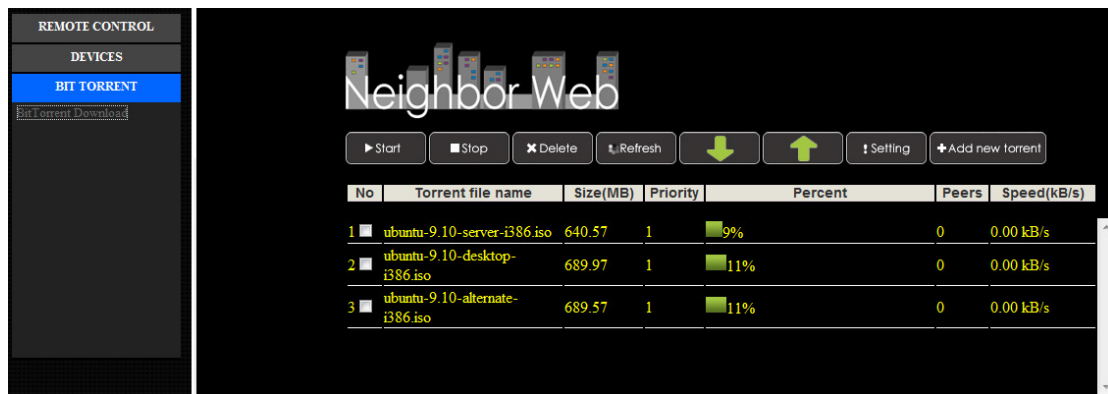 REMOTE CONTROL
DEVICES
BIT TORRENT
BitTorrent Download
Neighbor Web
Start Stop Delete Refresh Setting Add new torrent
No Torrent file name Size(MB) Priority Percent Peers Speed(kB/s)
1 ubuntu-9.10-server-i386.iso 640.57 1 9% 0 0.00 kB/s
2 ubuntu-9.10-desktop-
i386.iso 689.97 1 11% 0 0.00 kB/s
3 ubuntu-9.10-alternate-
i386.iso 689.57 1 11% 0 0.00 kB/s